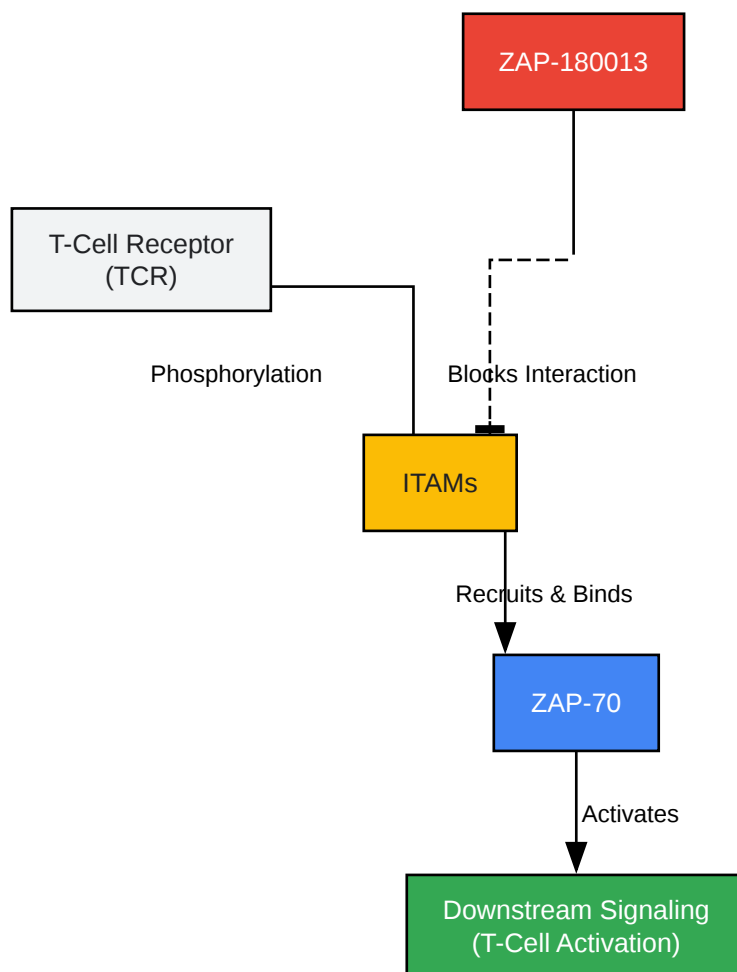 ZAP-180013
T-Cell Receptor
(TCR)
Phosphorylation
Blocks Interaction
ITAMs
Recruits & Binds
ZAP-70
Activates
Downstream Signaling
(T-Cell Activation)